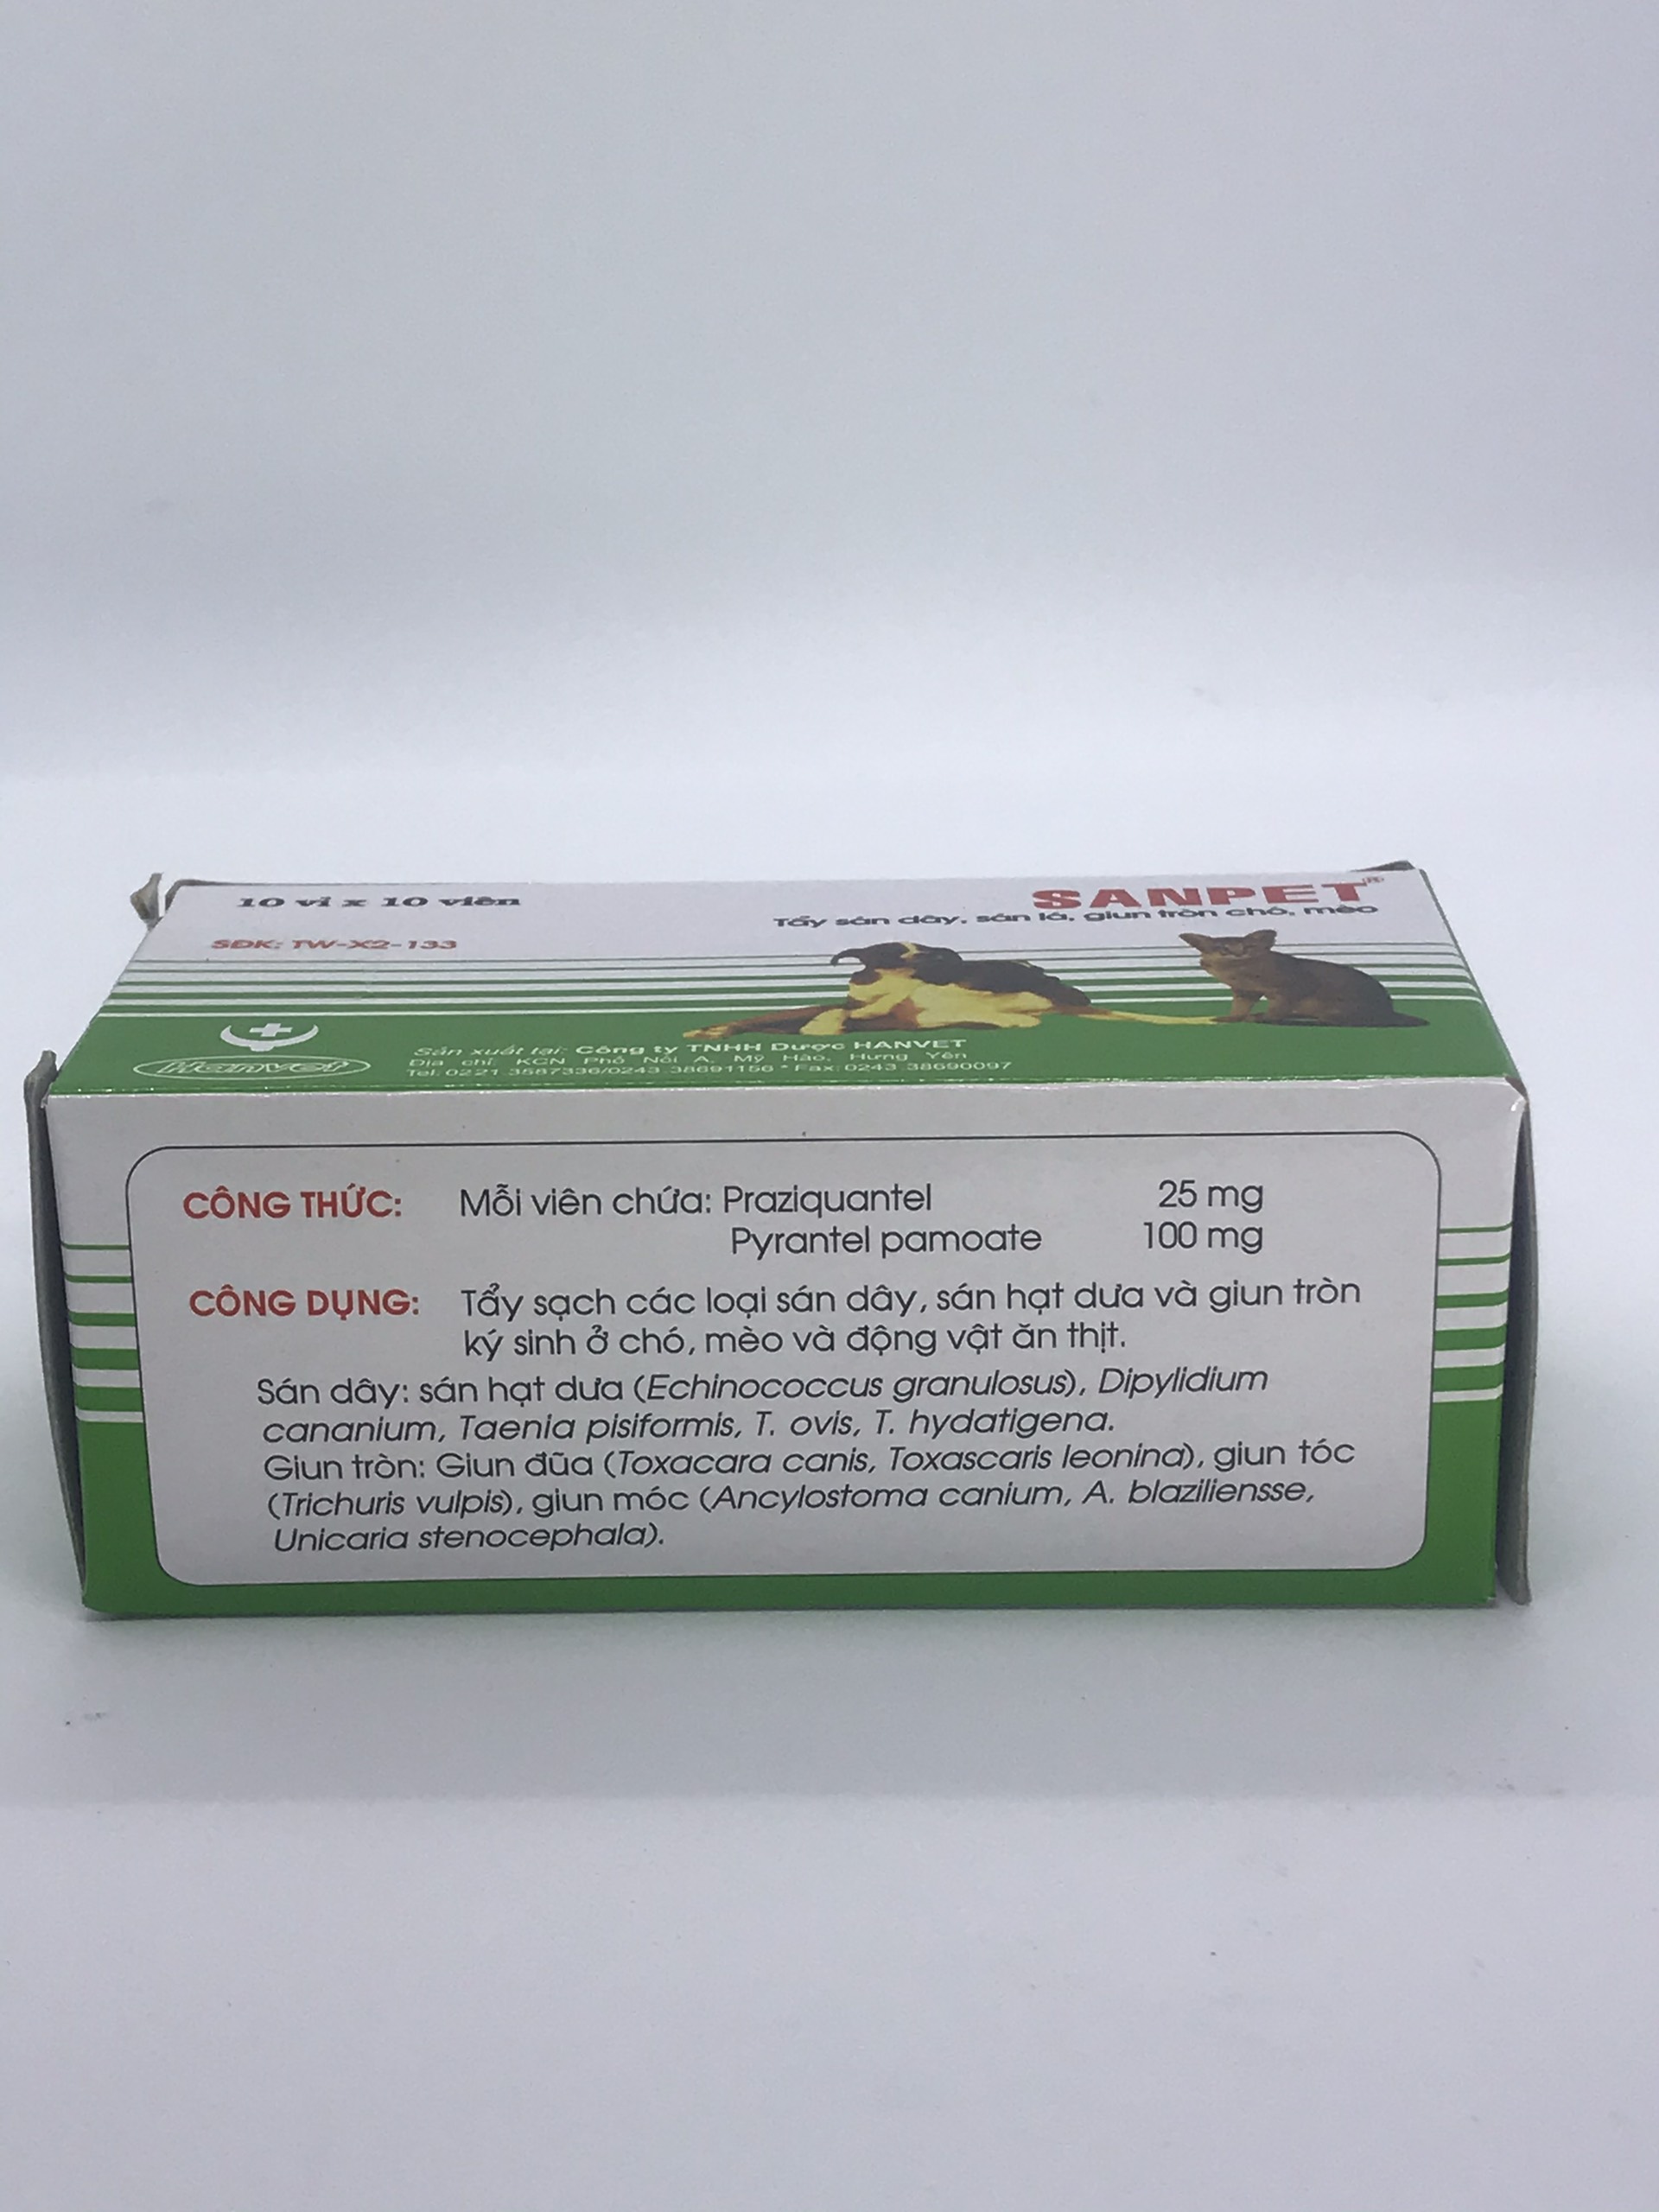 10 vỉ x 10 viên
SANPET®
Tẩy sán dây, sán lá, giun tròn chó, mèo
SĐK: TW-X2-133
Hanvet
Sản xuất tại: Công ty TNHH Dược HANVET
Địa chỉ: KCN Phố Nối A, Mỹ Hào, Hưng Yên
Tel: 0221.3587336/0243.38691156 * Fax: 0243.38690097
CÔNG THỨC: Mỗi viên chứa: Praziquantel 25 mg
Pyrantel pamoate 100 mg
CÔNG DỤNG: Tẩy sạch các loại sán dây, sán hạt dưa và giun tròn
ký sinh ở chó, mèo và động vật ăn thịt.
Sán dây: sán hạt dưa (Echinococcus granulosus), Dipylidium
cananium, Taenia pisiformis, T. ovis, T. hydatigena.
Giun tròn: Giun đũa (Toxacara canis, Toxascaris leonina), giun tóc
(Trichuris vulpis), giun móc (Ancylostoma canium, A. blaziliensse,
Unicaria stenocephala).